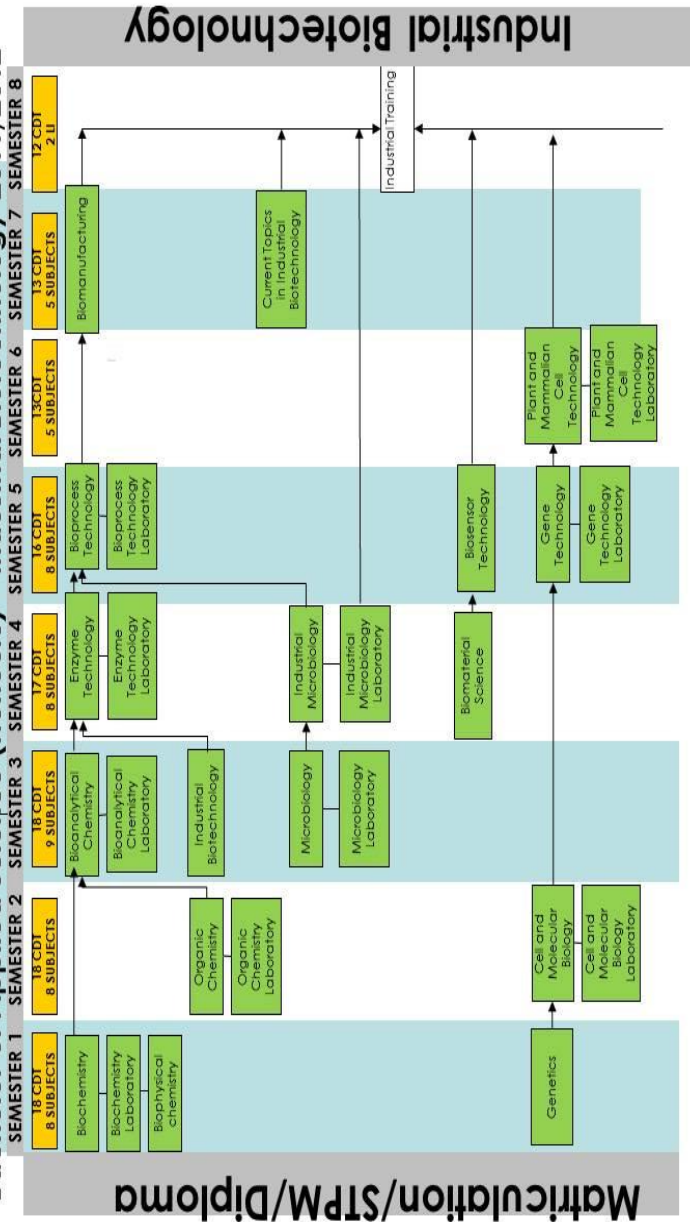 SEMESTER 1 SEMESTER 2 SEMESTER 3 SEMESTER 4 SEMESTER 5 SEMESTER 6 SEMESTER 7 SEMESTER 8
Matriculation/STPM/Diploma
18 CDT
8 SUBJECTS
Biochemistry
Biochemistry
Laboratory
Biophysical
chemistry
Genetics
18 CDT
8 SUBJECTS
Organic
Chemistry
Organic
Chemistry
Laboratory
Cell and
Molecular
Biology
Cell and
Molecular
Biology
Laboratory
18 CDT
9 SUBJECTS
Bioanalytical
Chemistry
Bioanalytical
Chemistry
Laboratory
Industrial
Biotechnology
Microbiology
Microbiology
Laboratory
17 CDT
8 SUBJECTS
Enzyme
Technology
Enzyme
Technology
Laboratory
Industrial
Microbiology
Industrial
Microbiology
Laboratory
Biomaterial
Science
16 CDT
8 SUBJECTS
Bioprocess
Technology
Bioprocess
Technology
Laboratory
Biosensor
Technology
Gene
Technology
Gene
Technology
Laboratory
13CDT
5 SUBJECTS
Plant and
Mammalian
Cell
Technology
Plant and
Mammalian
Cell
Technology
Laboratory
13 CDT
5 SUBJECTS
Biomanufacturing
Current Topics
in Industrial
Biotechnology
12 CDT
2 LI
Industrial Training
Industrial Biotechnology